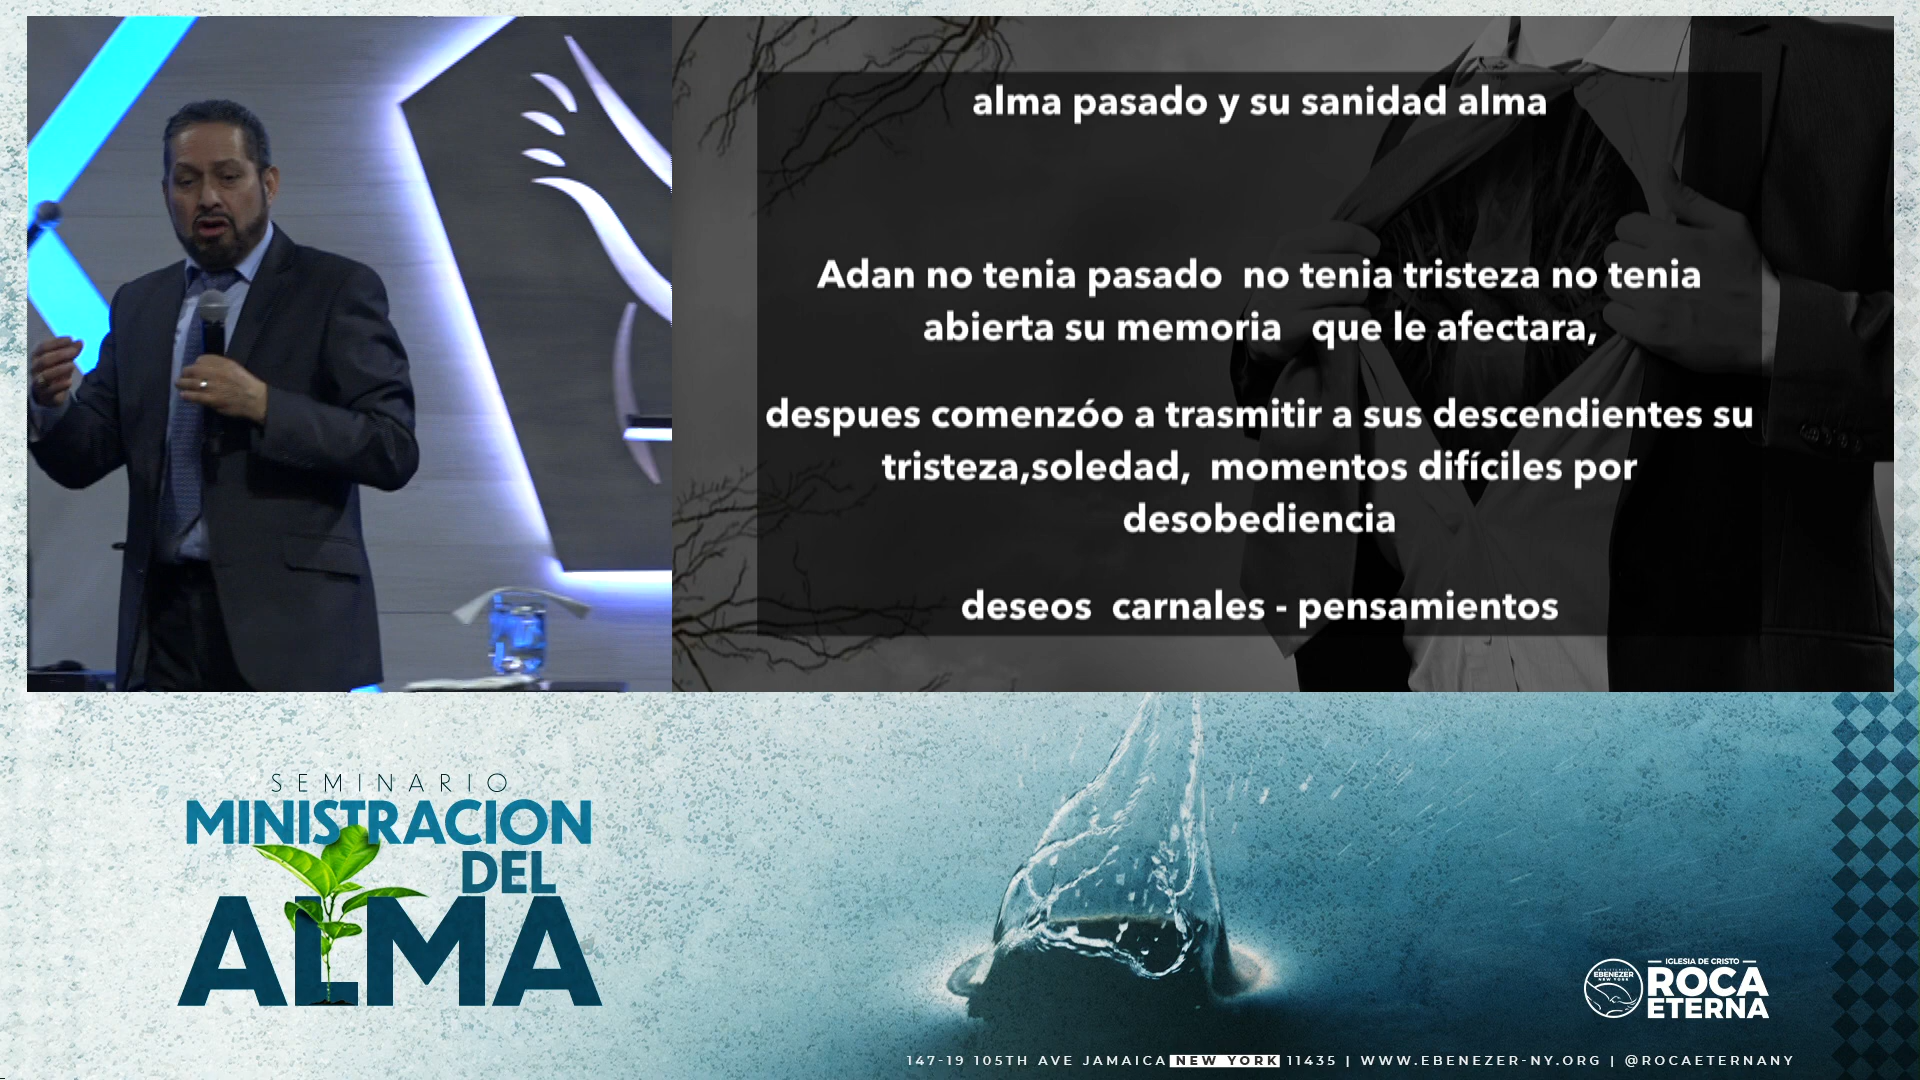 alma pasado y su sanidad alma
Adan no tenia pasado no tenia tristeza no tenia
abierta su memoria que le afectara,
despues comenzóo a trasmitir a sus descendientes su
tristeza,soledad, momentos difíciles por
desobediencia
deseos carnales - pensamientos
SEMINARIO
MINISTRACION
DEL
ALMA
EBENEZER
IGLESIA DE CRISTO
ROCA
ETERNA
147-19 105TH AVE JAMAICA NEW YORK 11435 | WWW.EBENEZER-NY.ORG | @ROCAETERNANY